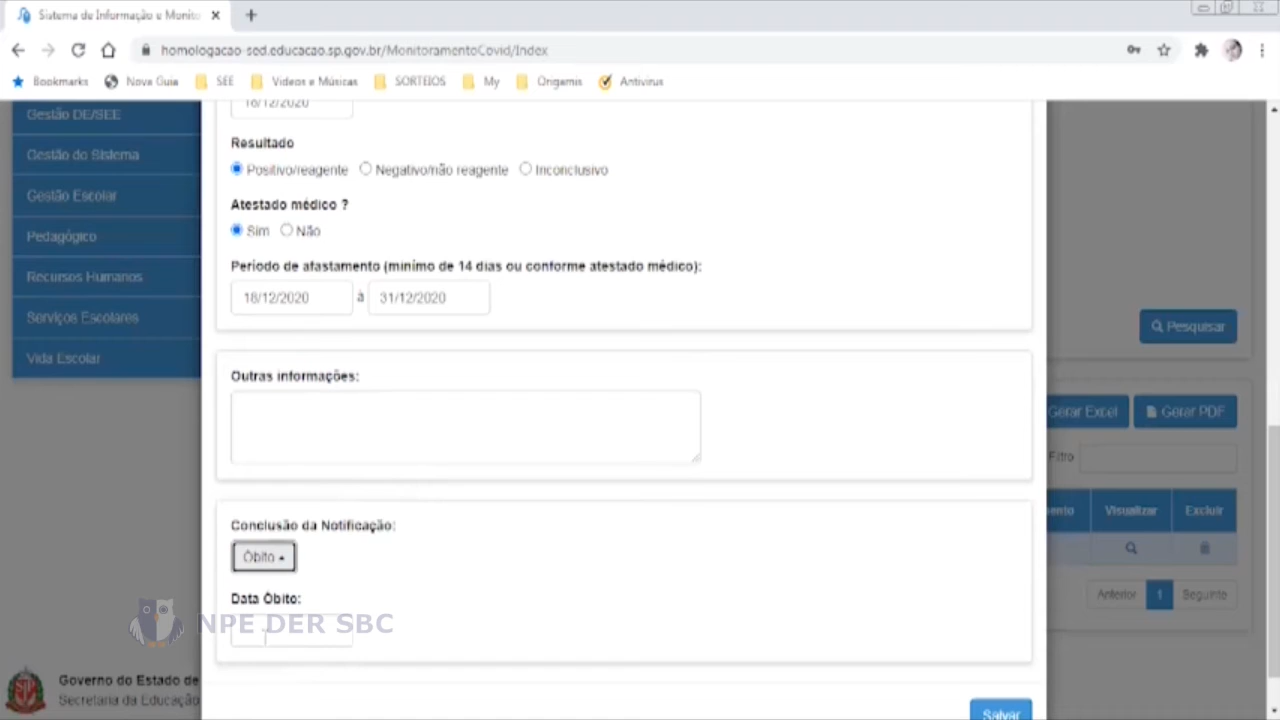 Sistema de Informação e Monito
homologacao-sed.educacao.sp.gov.br/MonitoramentoCovid/Index
Bookmarks Nova Guia SEE Videos e Músicas SORTEIOS My Origamis Antivirus
Gestão DE/SEE
Gestão do Sistema
Gestão Escolar
Pedagógico
Recursos Humanos
Serviços Escolares
Vida Escolar
18/12/2020
Resultado
Positivo/reagente Negativo/não reagente Inconclusivo
Atestado médico ?
Sim Não
Período de afastamento (mínimo de 14 dias ou conforme atestado médico):
18/12/2020 à 31/12/2020
Pesquisar
Outras informações:
Gerar Excel Gerar PDF
Filtro
ento Visualizar Excluir
Conclusão da Notificação:
Óbito
Anterior 1 Seguinte
Data Óbito:
NPE DER SBC
Governo do Estado de
Secretaria da Educação
Salvar